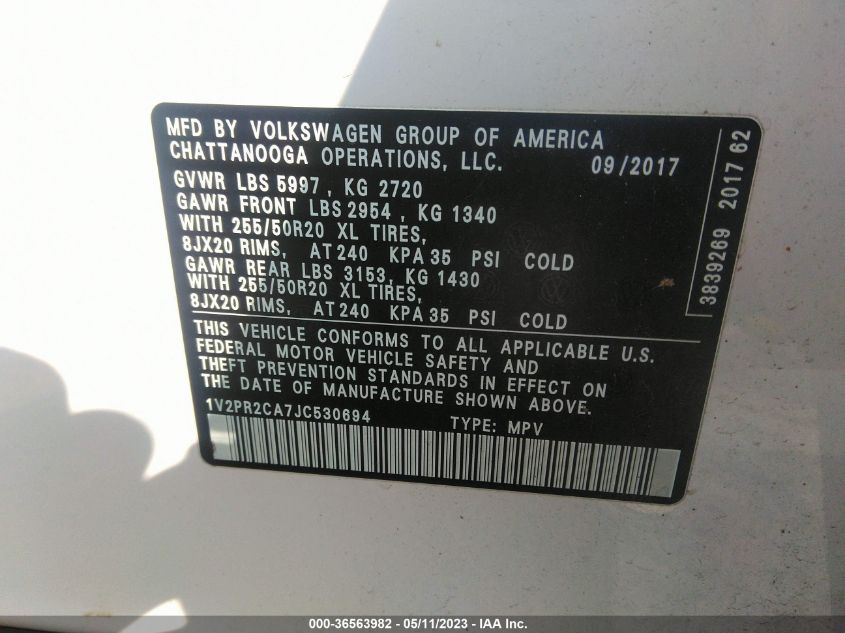 MFD BY VOLKSWAGEN GROUP OF AMERICA
CHATTANOOGA OPERATIONS, LLC. 09/2017
GVWR LBS 5997, KG 2720
GAWR FRONT LBS 2954, KG 1340
WITH 255/50R20 XL TIRES,
8JX20 RIMS, AT 240 KPA 35 PSI COLD
GAWR REAR LBS 3153, KG 1430
WITH 255/50R20 XL TIRES,
8JX20 RIMS, AT 240 KPA 35 PSI COLD
THIS VEHICLE CONFORMS TO ALL APPLICABLE U.S.
FEDERAL MOTOR VEHICLE SAFETY AND
THEFT PREVENTION STANDARDS IN EFFECT ON
THE DATE OF MANUFACTURE SHOWN ABOVE.
1V2PR2CA7JC530694 TYPE: MPV
3839269 2017 62
000-36563982 - 05/11/2023 - IAA Inc.